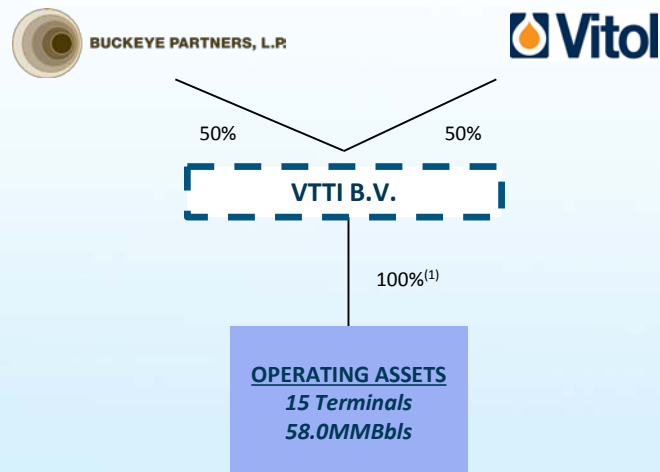 BUCKEYE PARTNERS, L.P.
Vitol
50%
50%
VTTI B.V.
100%(1)
OPERATING ASSETS
15 Terminals
58.0MMBbls